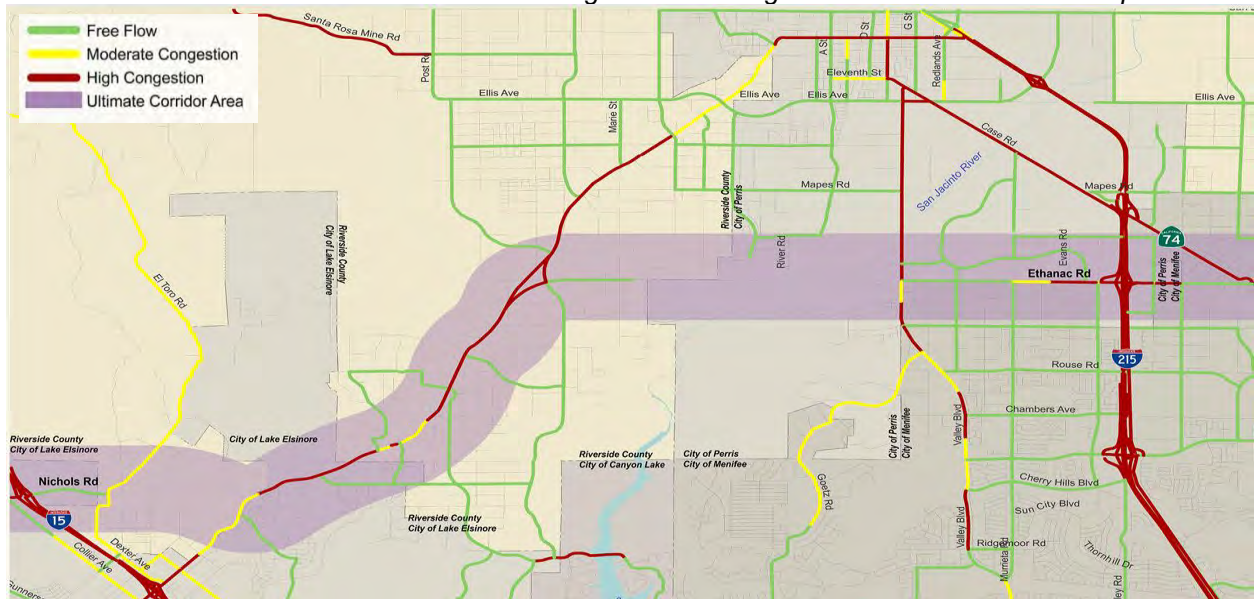 Free Flow
Moderate Congestion
High Congestion
Ultimate Corridor Area
Santa Rosa Mine Rd
Post Rd
A St
D St
G St
Redlands Ave
Eleventh St
Ellis Ave
Ellis Ave
Ellis Ave
Ellis Ave
Marie St
Case Rd
San Jacinto River
Mapes Rd
Mapes Rd
Riverside County
City of Perris
Riverside County
City of Lake Elsinore
River Rd
Evans Rd
74
Ethanac Rd
City of Perris
City of Menifee
El Toro Rd
215
Rouse Rd
Chambers Ave
Valley Blvd
City of Perris
City of Menifee
Riverside County
City of Lake Elsinore
City of Lake Elsinore
Riverside County
City of Canyon Lake
City of Perris
City of Menifee
Nichols Rd
15
Goetz Rd
Cherry Hills Blvd
Sun City Blvd
Riverside County
City of Lake Elsinore
Valley Blvd
Ridgemoor Rd
Thornhill Dr
Murrieta Rd
Dexter Ave
Collier Ave